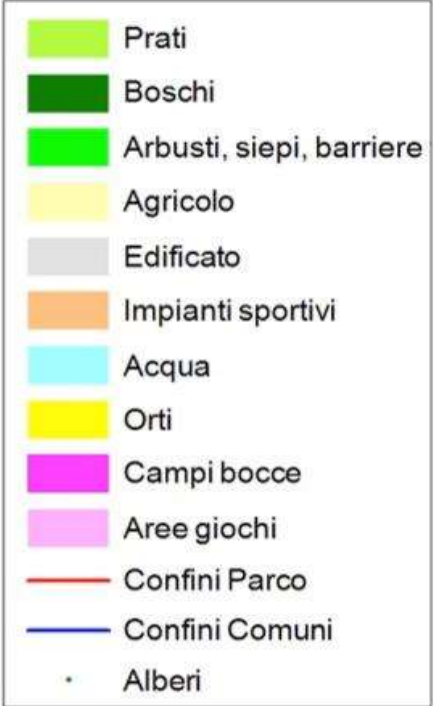 Prati
Boschi
Arbusti, siepi, barriere
Agricolo
Edificato
Impianti sportivi
Acqua
Orti
Campi bocce
Aree giochi
Confini Parco
Confini Comuni
Alberi